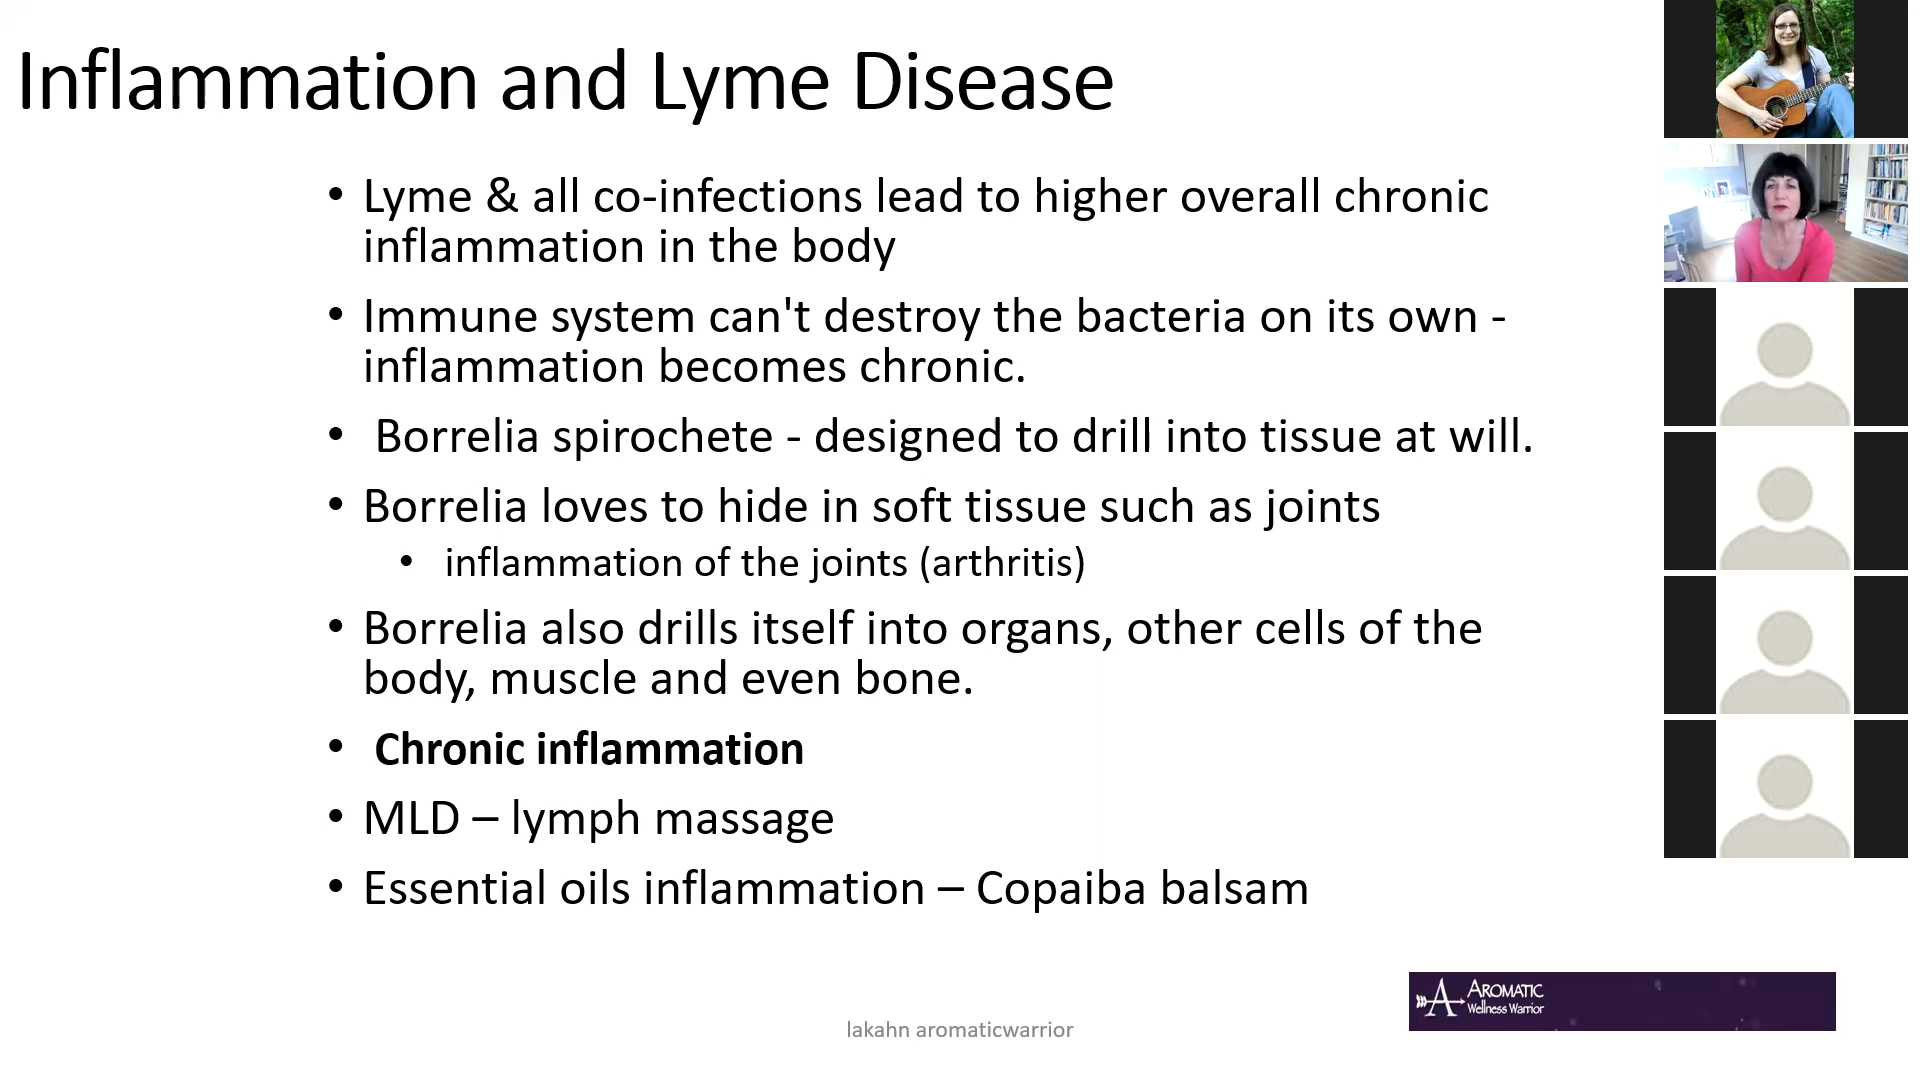 Inflammation and Lyme Disease
• Lyme & all co-infections lead to higher overall chronic
inflammation in the body
• Immune system can't destroy the bacteria on its own -
inflammation becomes chronic.
• Borrelia spirochete - designed to drill into tissue at will.
• Borrelia loves to hide in soft tissue such as joints
• inflammation of the joints (arthritis)
• Borrelia also drills itself into organs, other cells of the
body, muscle and even bone.
• Chronic inflammation
• MLD – lymph massage
• Essential oils inflammation – Copaiba balsam
A AROMATIC
Wellness Warrior
lakahn aromaticwarrior